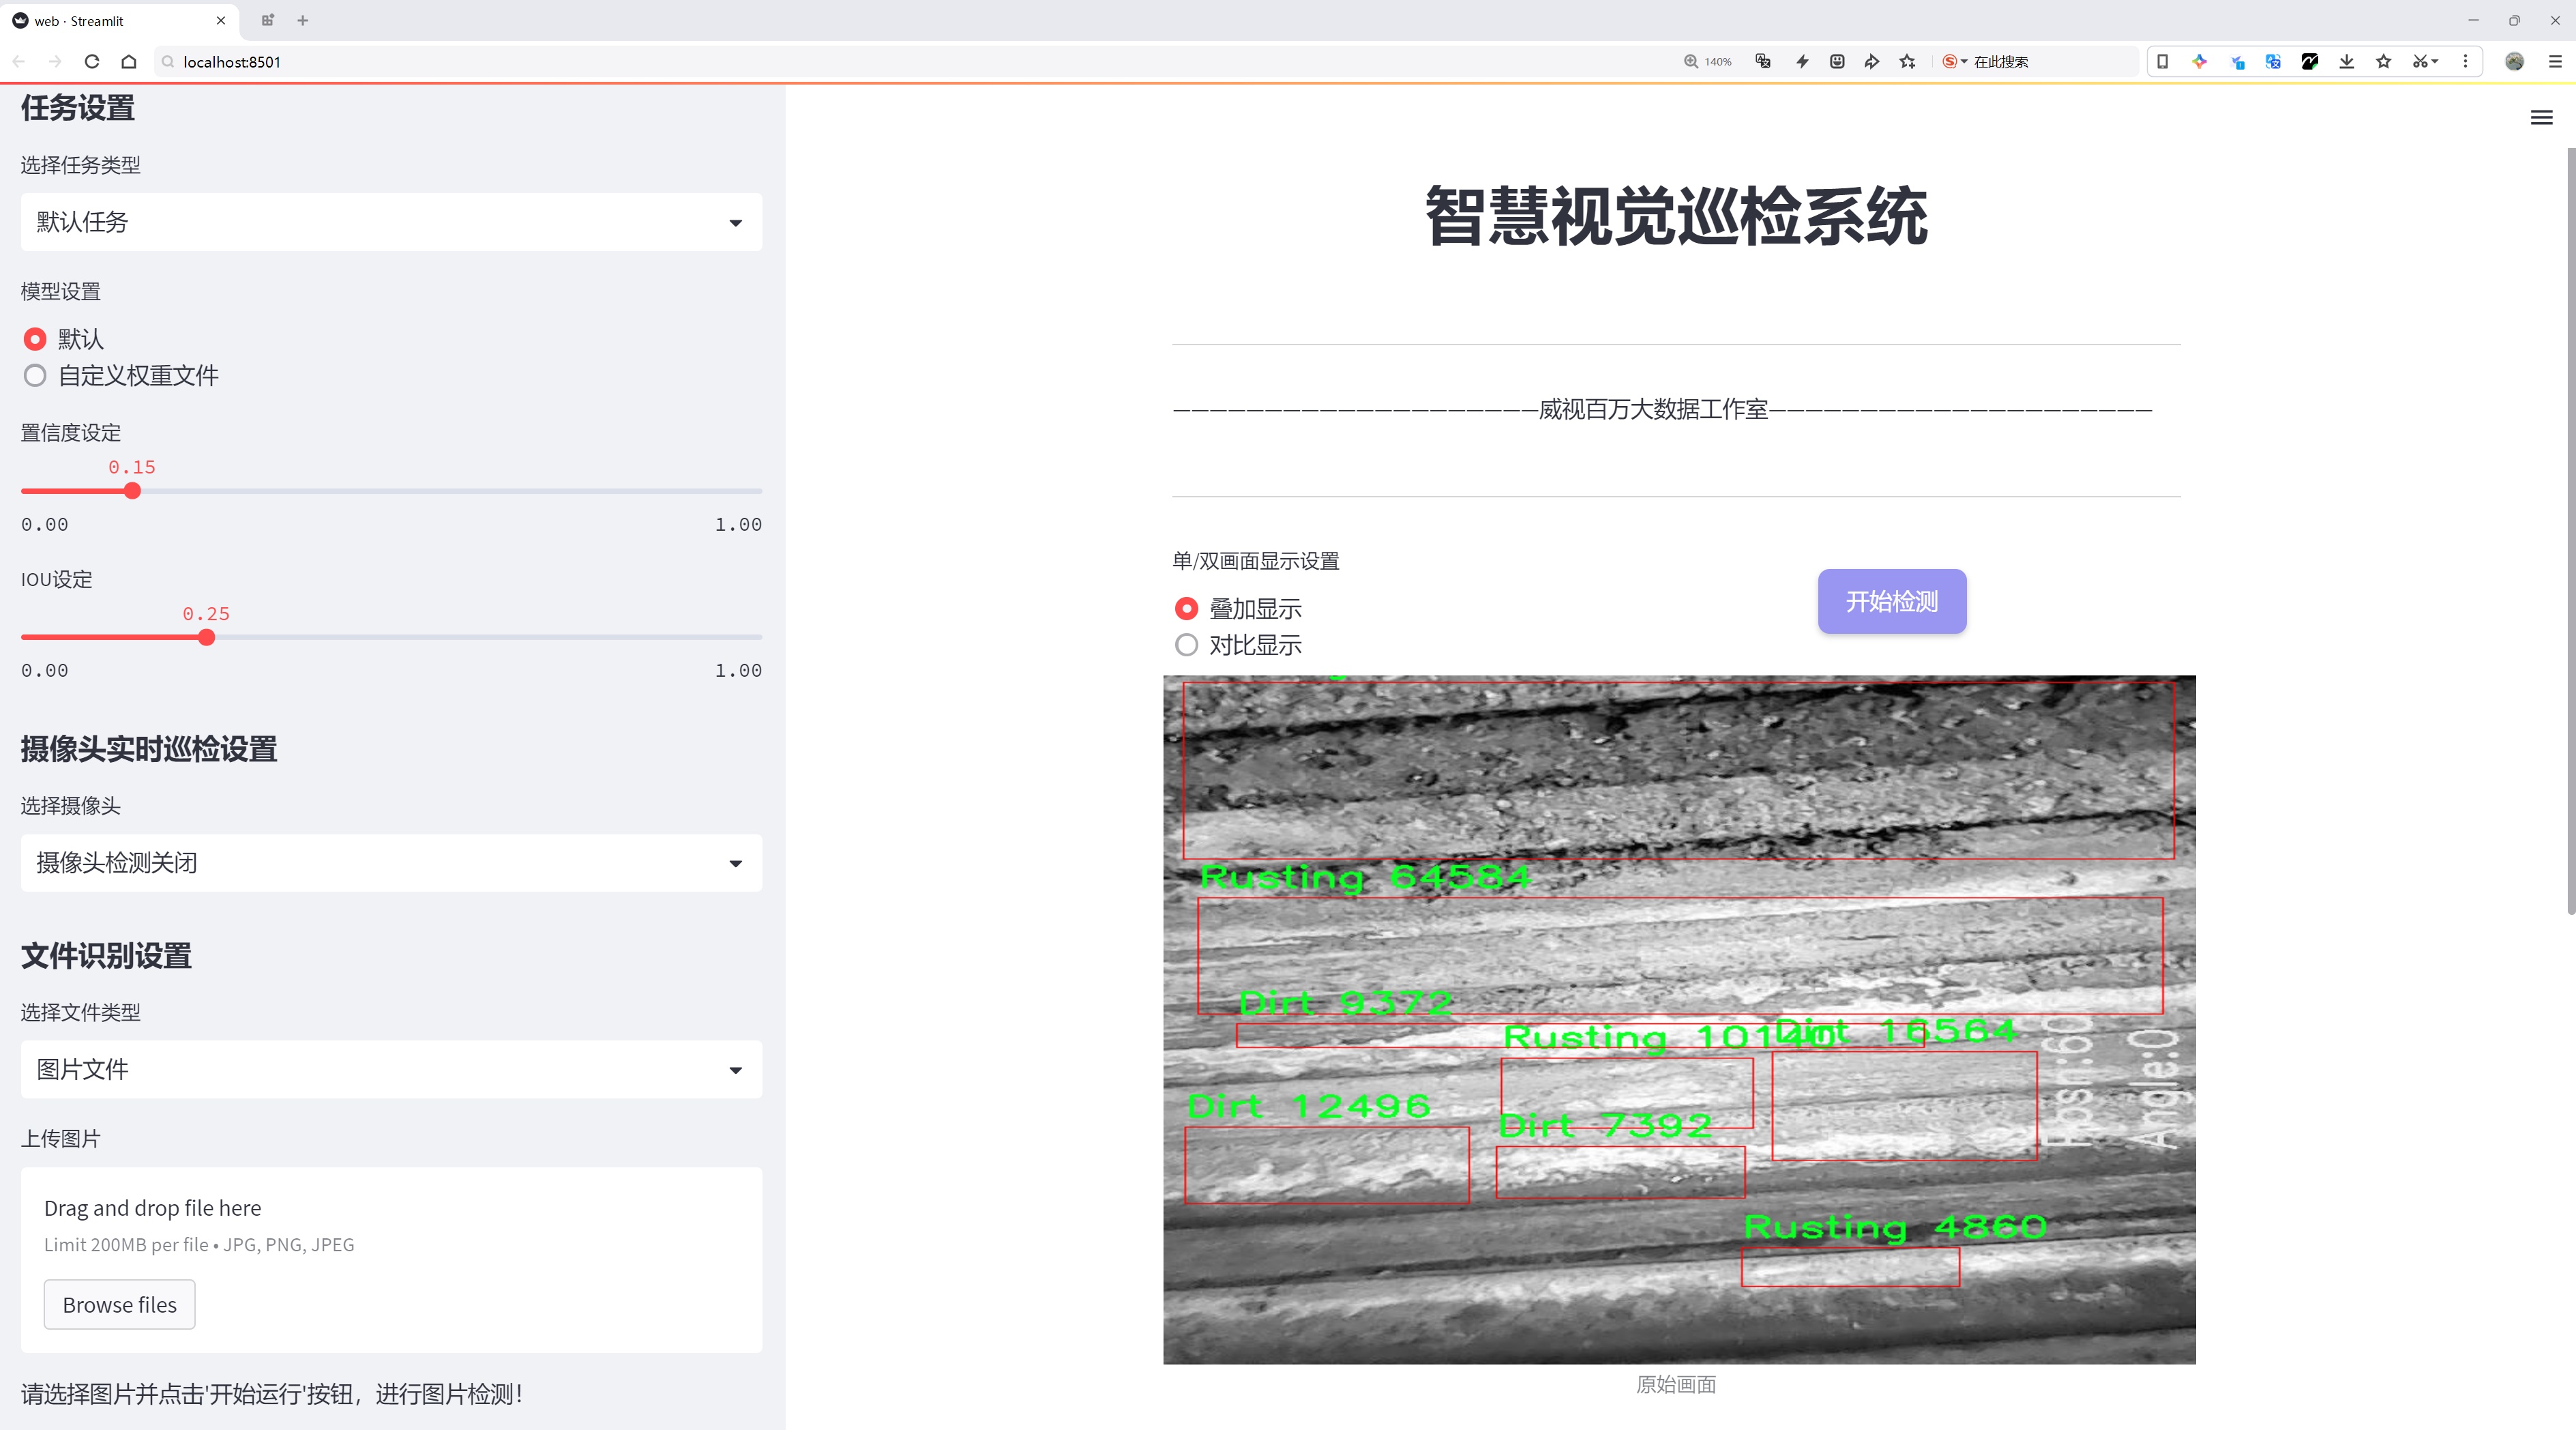 web · Streamlit
localhost:8501
140%
在此搜索
任务设置
选择任务类型
默认任务
模型设置
默认
自定义权重文件
置信度设定
0.15
0.00
1.00
IOU设定
0.25
0.00
1.00
摄像头实时巡检设置
选择摄像头
摄像头检测关闭
文件识别设置
选择文件类型
图片文件
上传图片
Drag and drop file here
Limit 200MB per file • JPG, PNG, JPEG
Browse files
请选择图片并点击'开始运行'按钮，进行图片检测！
智慧视觉巡检系统
————————————————————威视百万大数据工作室—————————————————————
单/双画面显示设置
叠加显示
对比显示
开始检测
Rusting 64584
Dirt 9372
Rusting 10140
Dirt 16564
Dirt 12496
Dirt 7392
Rusting 4860
Angle:0
原始画面